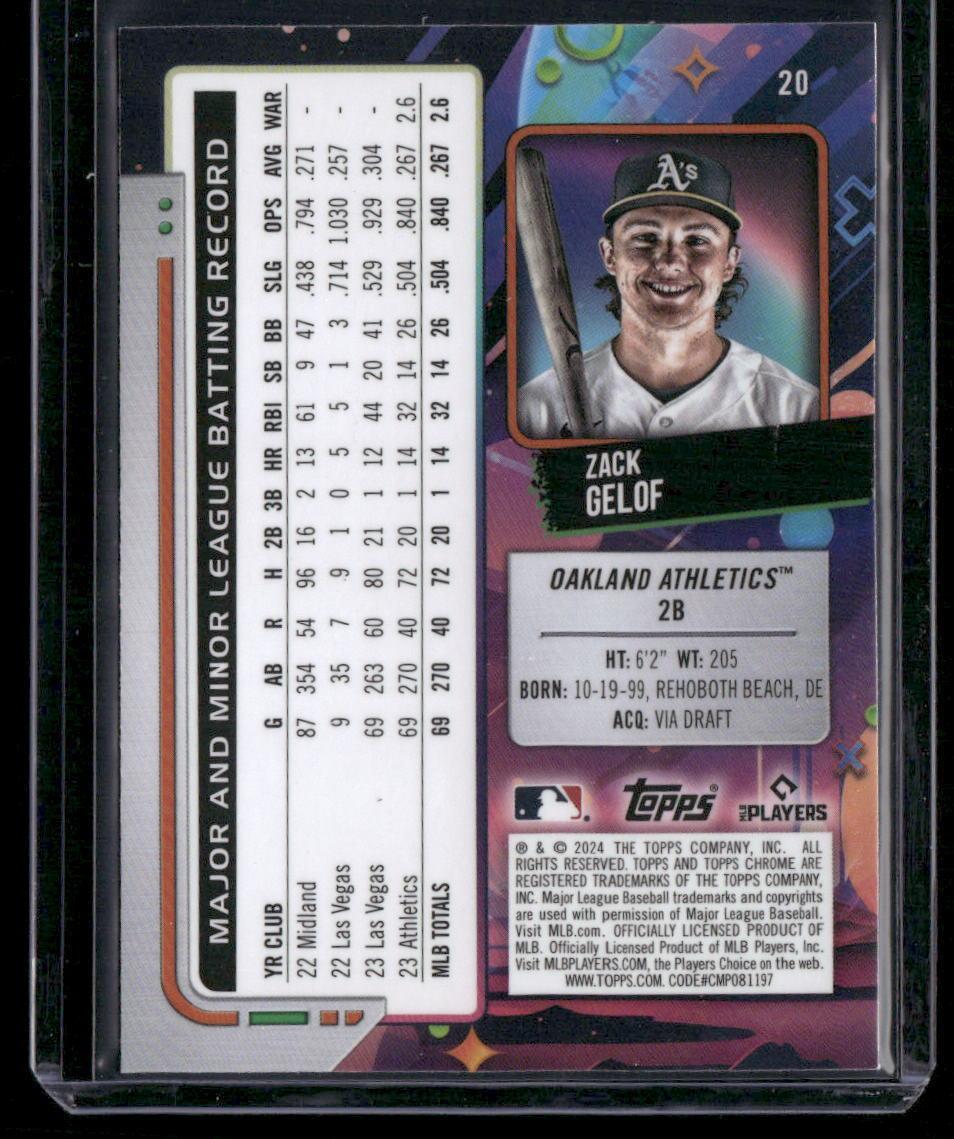 20
A's
ZACK
GELOF
OAKLAND ATHLETICS™
2B
HT: 6'2" WT: 205
BORN: 10-19-99, REHOBOTH BEACH, DE
ACQ: VIA DRAFT
topps®
MLB PLAYERS
® & © 2024 THE TOPPS COMPANY, INC. ALL
RIGHTS RESERVED. TOPPS AND TOPPS CHROME ARE
REGISTERED TRADEMARKS OF THE TOPPS COMPANY,
INC. Major League Baseball trademarks and copyrights
are used with permission of Major League Baseball.
Visit MLB.com. OFFICIALLY LICENSED PRODUCT OF
MLB. Officially Licensed Product of MLB Players, Inc.
Visit MLBPLAYERS.COM, the Players Choice on the web.
WWW.TOPPS.COM. CODE#CMP081197
MAJOR AND MINOR LEAGUE BATTING RECORD
YR CLUB G AB R H 2B 3B HR RBI SB BB SLG OPS AVG WAR
22 Midland 87 354 54 96 16 2 13 61 9 47 .438 .794 .271 -
22 Las Vegas 9 35 7 9 1 0 5 5 1 3 .714 1.030 .257 -
23 Las Vegas 69 263 60 80 21 1 12 44 20 41 .529 .929 .304 -
23 Athletics 69 270 40 72 20 1 14 32 14 26 .504 .840 .267 2.6
MLB TOTALS 69 270 40 72 20 1 14 32 14 26 .504 .840 .267 2.6